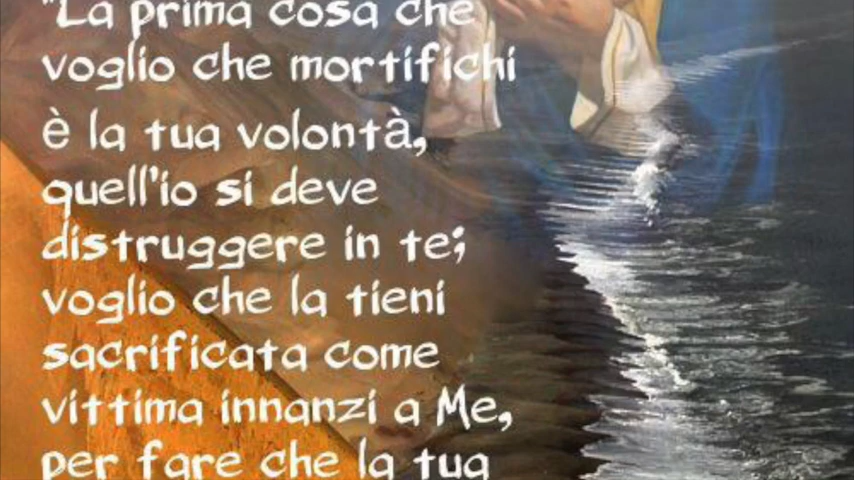 "La prima cosa che
voglio che mortifichi
è la tua volontà,
quell'io si deve
distruggere in te;
voglio che la tieni
sacrificata come
vittima innanzi a Me,
per fare che la tua